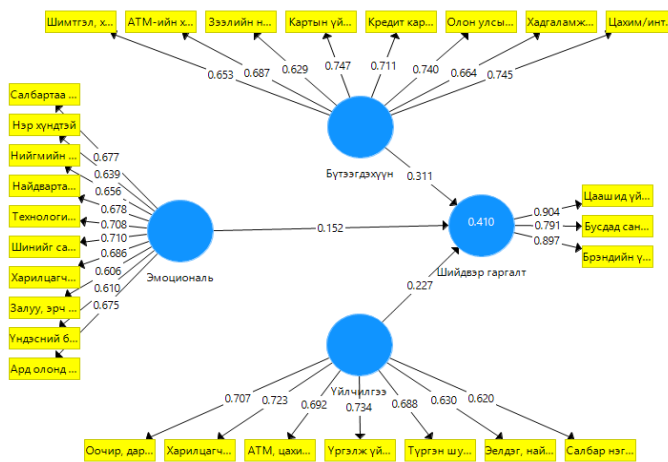 Шимтгэл, х...
ATM-ийн х...
Зээлийн н...
Картын үй...
Кредит кар...
Олон улсы...
Хадгаламж...
Цахим/инт...
0.653
0.687
0.629
0.747
0.711
0.740
0.664
0.745
Бүтээгдэхүүн
Салбартаа ...
Нэр хүндтэй
Нийгмийн ...
Найдварта...
Технологи...
Шинийг са...
Харилцагч...
Залуу, эрч ...
Үндэсний б...
Ард олонд ...
0.677
0.639
0.656
0.678
0.708
0.710
0.686
0.606
0.610
0.675
Эмоциональ
0.311
0.152
0.227
0.410
Шийдвэр гаргалт
0.904
0.791
0.897
Цаашид үй...
Бусдад сан...
Брэндийн ү...
Үйлчилгээ
0.707
0.723
0.692
0.734
0.688
0.630
0.620
Оочир, дар...
Харилцагч...
АТМ, цахи...
Үргэлж үй...
Түргэн шу...
Эелдэг, най...
Салбар нэг...